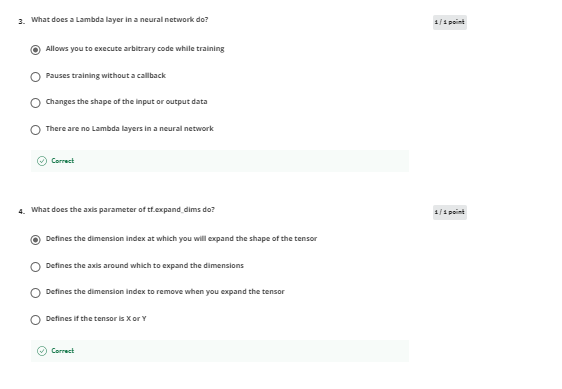 3. What does a Lambda layer in a neural network do?
1 / 1 point
Allows you to execute arbitrary code while training
Pauses training without a callback
Changes the shape of the input or output data
There are no Lambda layers in a neural network
Correct
4. What does the axis parameter of tf.expand_dims do?
1 / 1 point
Defines the dimension index at which you will expand the shape of the tensor
Defines the axis around which to expand the dimensions
Defines the dimension index to remove when you expand the tensor
Defines if the tensor is X or Y
Correct